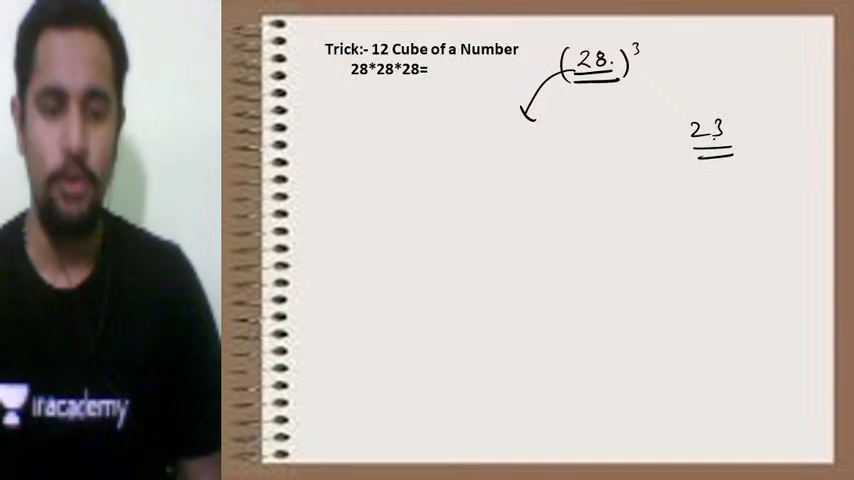 Trick:- 12 Cube of a Number
28*28*28=
(28.)³
23
iracademy